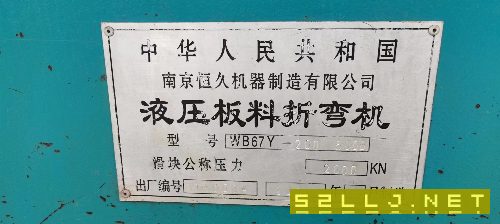 中华人民共和国
南京恒久机器制造有限公司
液压板料折弯机
型 号 WB67Y-
滑块公称压力 2000 KN
出厂编号 年
52LLJ.NET